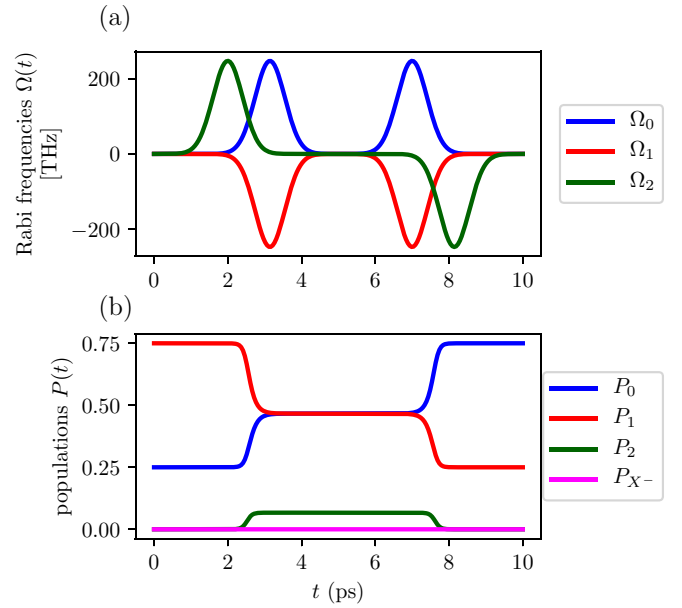 (a)
Rabi frequencies Ω(t)
[THz]
200
0
−200
0 2 4 6 8 10
Ω₀
Ω₁
Ω₂
(b)
populations P(t)
0.75
0.50
0.25
0.00
0 2 4 6 8 10
t (ps)
P₀
P₁
P₂
P_{X⁻}